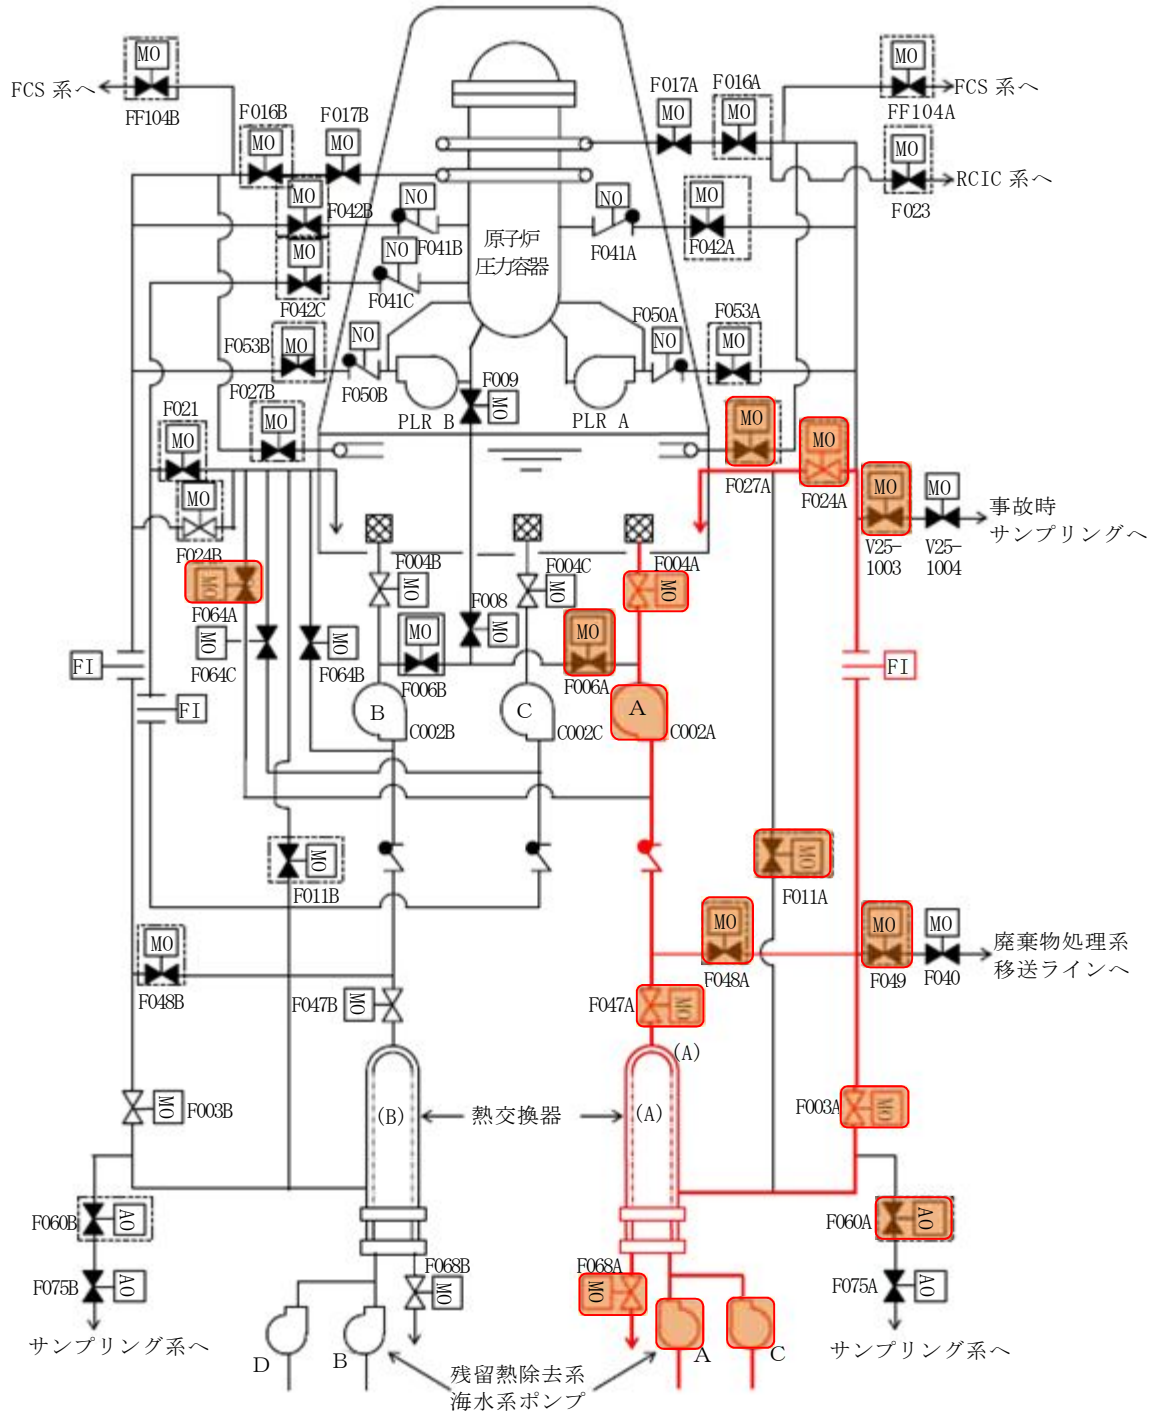 MO
FCS 系へ
FF104B
F016B
MO
F017B
MO
F017A
MO
F016A
MO
MO
FCS 系へ
FF104A
MO
RCIC 系へ
F023
MO
F042B
NO
F041B
MO
F042C
NO
F041C
原子炉
圧力容器
NO
F041A
MO
F042A
F053B
MO
NO
F050B
F050A
NO
F053A
MO
PLR B
F009
MO
PLR A
F027B
MO
F021
MO
MO
F024B
MO
F027A
MO
F024A
MO
V25-
1003
MO
V25-
1004
事故時
サンプリングへ
MO
F064A
MO
F064C
MO
F064B
F004B
MO
F004C
MO
F004A
MO
F008
MO
MO
F006B
MO
F006A
FI
FI
FI
B
C002B
C
C002C
A
C002A
MO
F011B
MO
F011A
MO
F048B
MO
F048A
MO
F049
MO
F040
廃棄物処理系
移送ラインへ
F047B
MO
F047A
MO
(A)
MO
F003B
(B)
熱交換器
(A)
F003A
MO
F060B
AO
F075B
AO
サンプリング系へ
F068B
MO
F068A
MO
F060A
AO
F075A
AO
サンプリング系へ
D
B
A
C
残留熱除去系
海水系ポンプ